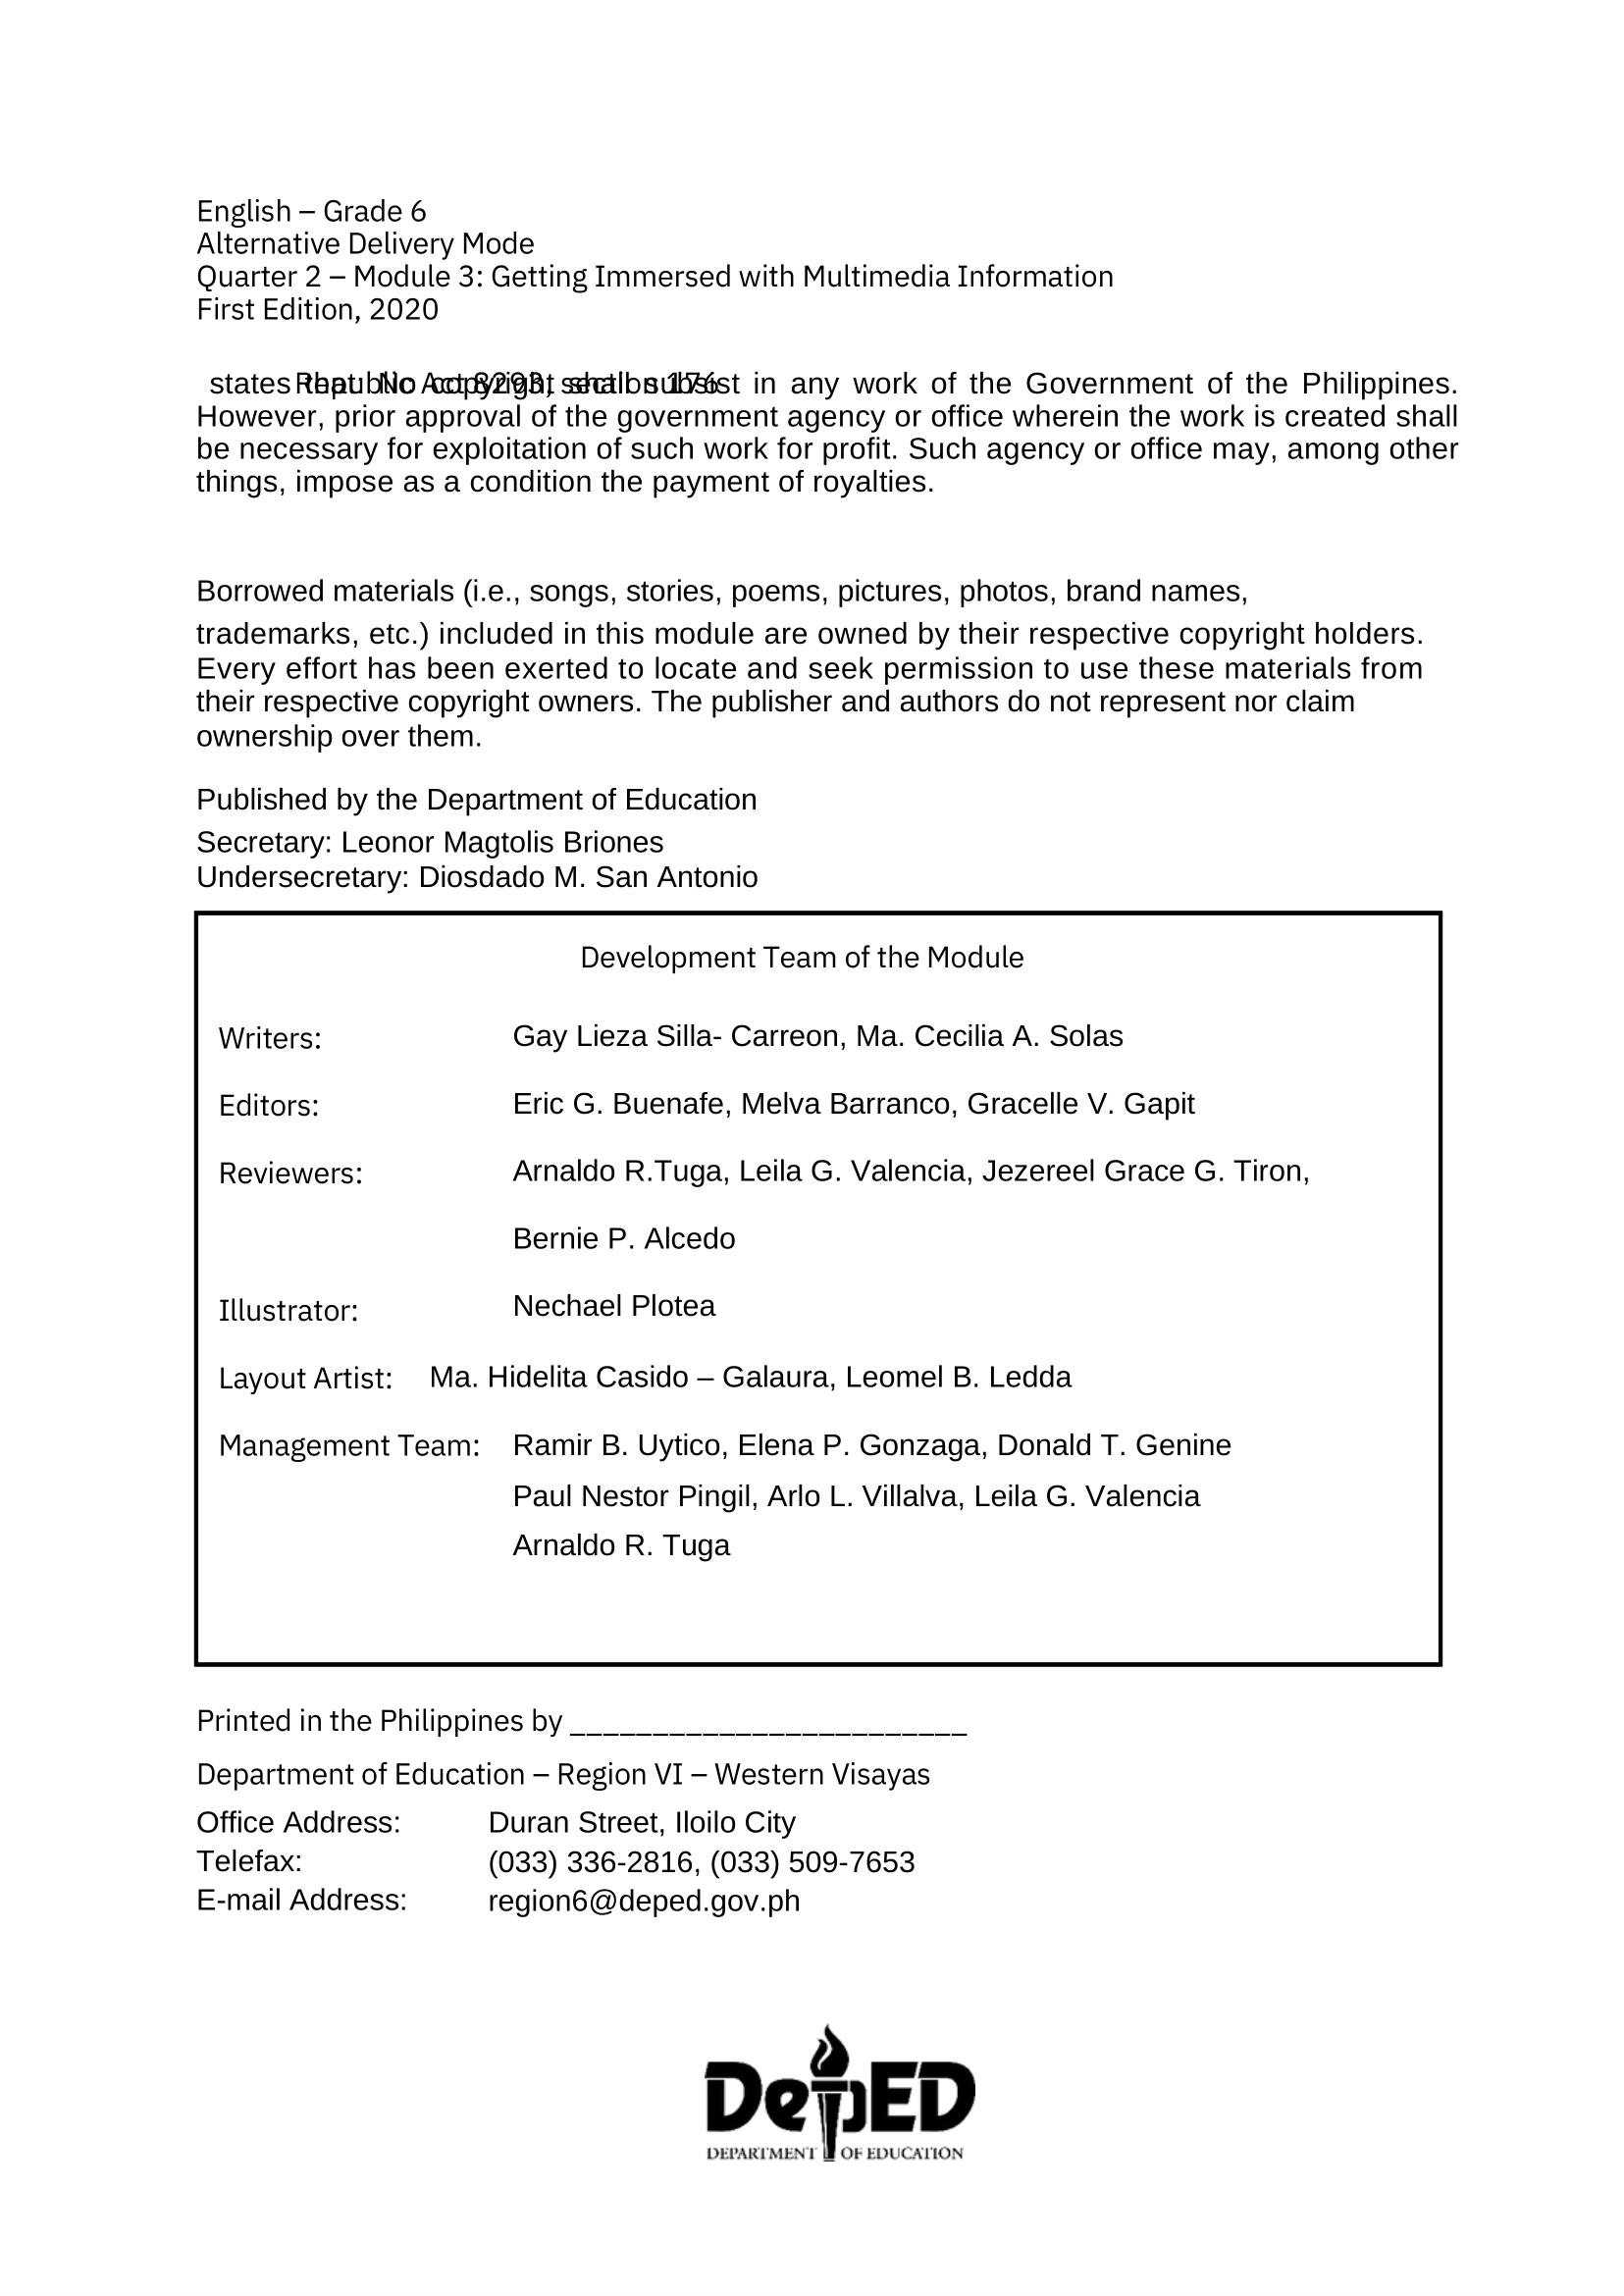 English – Grade 6
Alternative Delivery Mode
Quarter 2 – Module 3: Getting Immersed with Multimedia Information
First Edition, 2020
Republic Act 8293, section 176
states that: No copyright shall subsist in any work of the Government of the Philippines.
However, prior approval of the government agency or office wherein the work is created shall
be necessary for exploitation of such work for profit. Such agency or office may, among other
things, impose as a condition the payment of royalties.
Borrowed materials (i.e., songs, stories, poems, pictures, photos, brand names,
trademarks, etc.) included in this module are owned by their respective copyright holders.
Every effort has been exerted to locate and seek permission to use these materials from
their respective copyright owners. The publisher and authors do not represent nor claim
ownership over them.
Published by the Department of Education
Secretary: Leonor Magtolis Briones
Undersecretary: Diosdado M. San Antonio
Development Team of the Module
Writers: Gay Lieza Silla- Carreon, Ma. Cecilia A. Solas
Editors: Eric G. Buenafe, Melva Barranco, Gracelle V. Gapit
Reviewers: Arnaldo R.Tuga, Leila G. Valencia, Jezereel Grace G. Tiron,
Bernie P. Alcedo
Illustrator: Nechael Plotea
Layout Artist: Ma. Hidelita Casido – Galaura, Leomel B. Ledda
Management Team: Ramir B. Uytico, Elena P. Gonzaga, Donald T. Genine
Paul Nestor Pingil, Arlo L. Villalva, Leila G. Valencia
Arnaldo R. Tuga
Printed in the Philippines by ________________________
Department of Education – Region VI – Western Visayas
Office Address: Duran Street, Iloilo City
Telefax: (033) 336-2816, (033) 509-7653
E-mail Address: region6@deped.gov.ph
DepED
DEPARTMENT OF EDUCATION